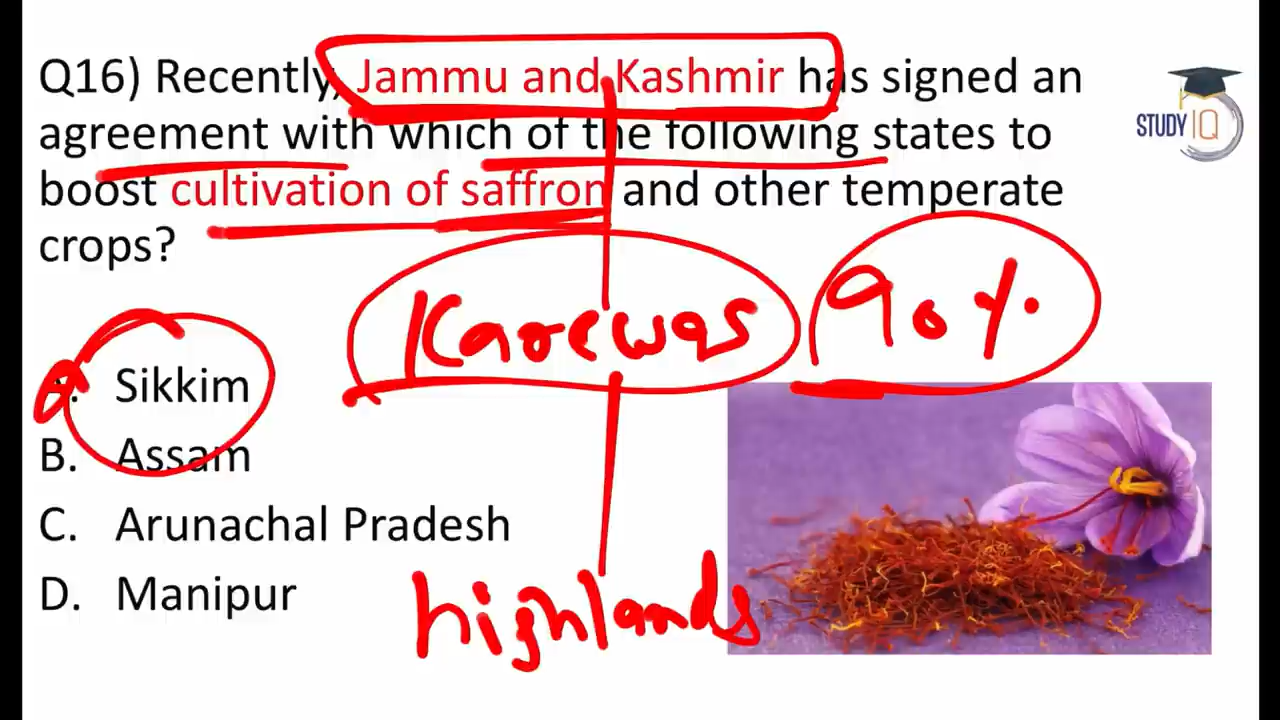 Q16) Recently, Jammu and Kashmir has signed an
agreement with which of the following states to
boost cultivation of saffron and other temperate
crops?
STUDY IQ
Karewas 90%
A. Sikkim
B. Assam
C. Arunachal Pradesh
D. Manipur
highlands